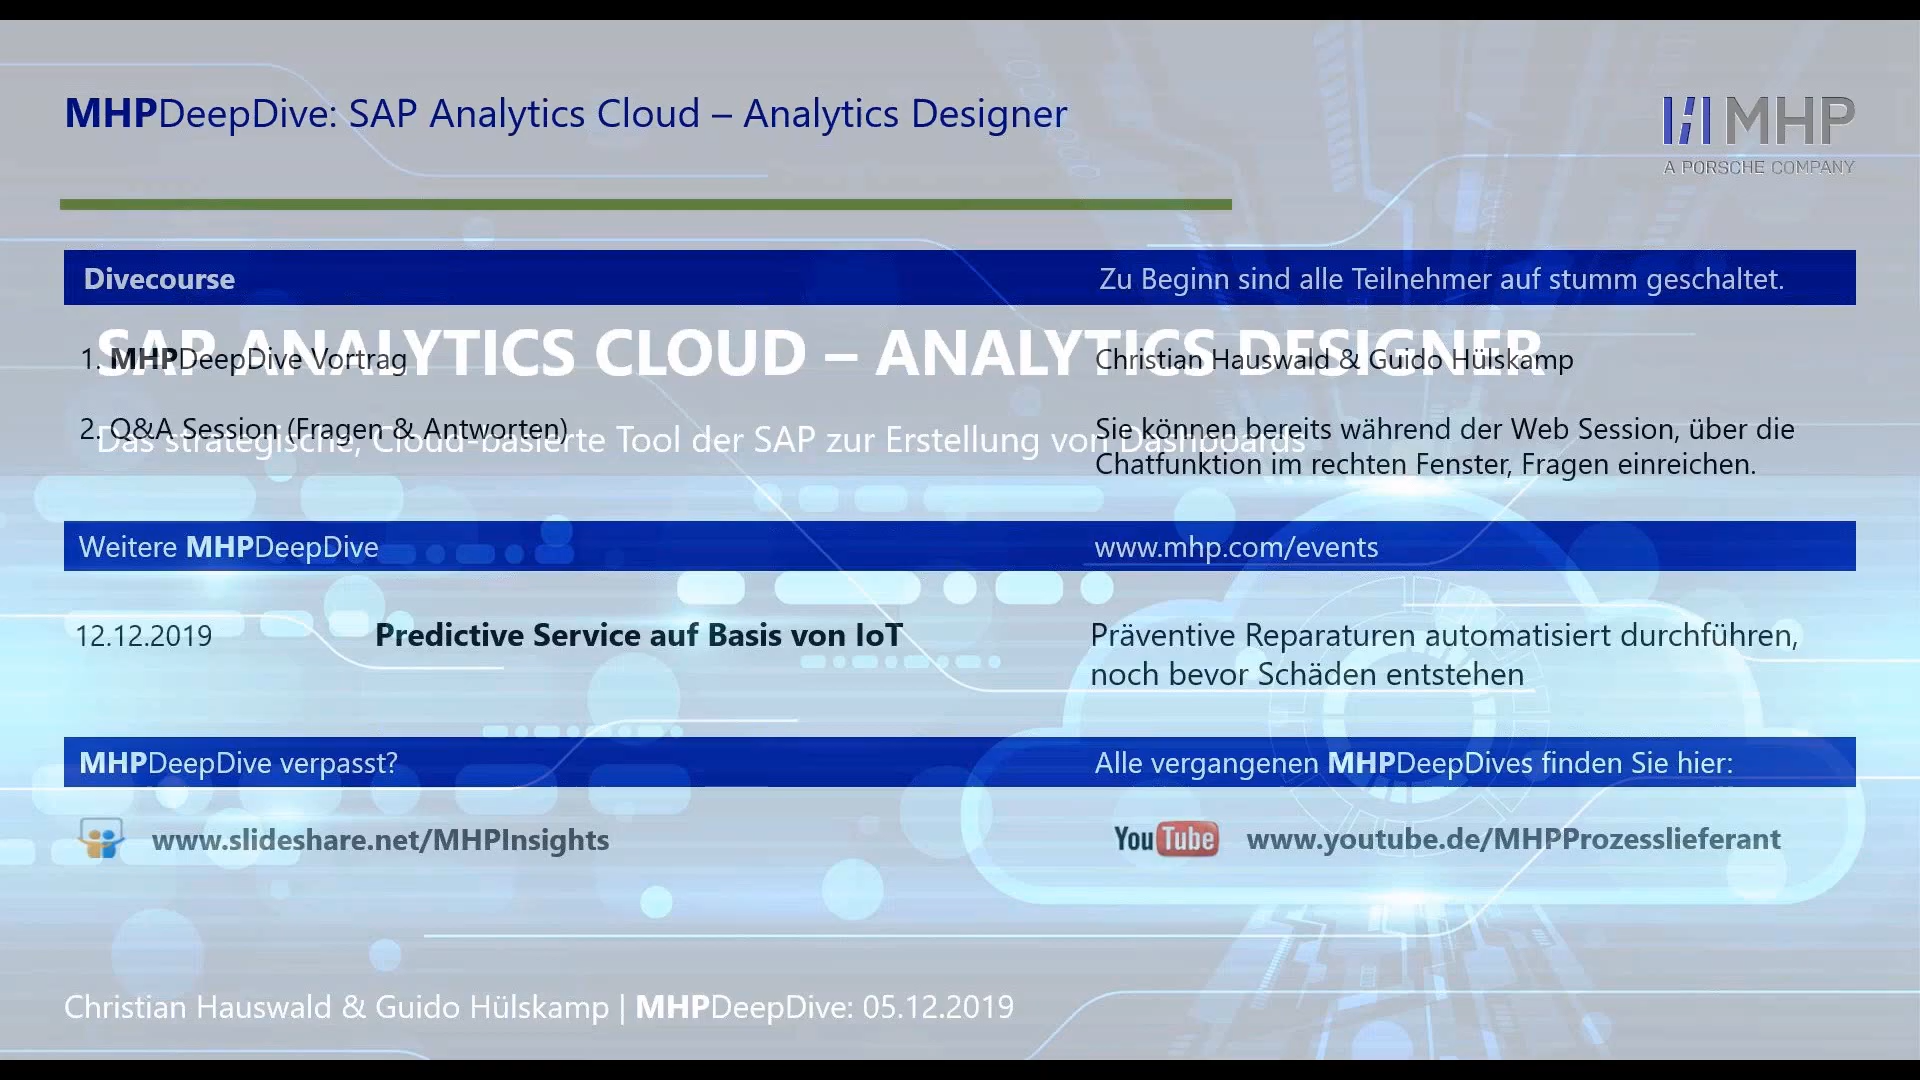 MHPDeepDive: SAP Analytics Cloud – Analytics Designer
MHP
A PORSCHE COMPANY
Divecourse
Zu Beginn sind alle Teilnehmer auf stumm geschaltet.
SAP ANALYTICS CLOUD – ANALYTICS DESIGNER
1. MHPDeepDive Vortrag
Christian Hauswald & Guido Hülskamp
2. Q&A Session (Fragen & Antworten)
Das strategische, Cloud-basierte Tool der SAP zur Erstellung von Dashboards
Sie können bereits während der Web Session, über die
Chatfunktion im rechten Fenster, Fragen einreichen.
Weitere MHPDeepDive
www.mhp.com/events
12.12.2019
Predictive Service auf Basis von IoT
Präventive Reparaturen automatisiert durchführen,
noch bevor Schäden entstehen
MHPDeepDive verpasst?
Alle vergangenen MHPDeepDives finden Sie hier:
www.slideshare.net/MHPInsights
YouTube
www.youtube.de/MHPProzesslieferant
Christian Hauswald & Guido Hülskamp | MHPDeepDive: 05.12.2019